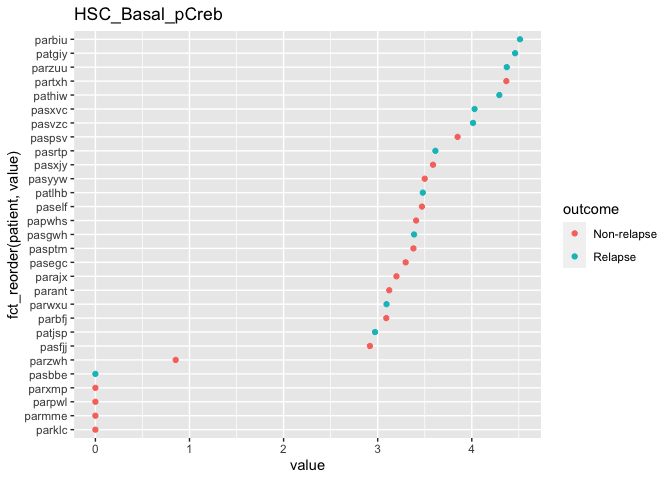 HSC_Basal_pCreb
fct_reorder(patient, value)
parbiu
patgiy
parzuu
partxh
pathiw
pasxvc
pasvzc
paspsv
pasrtp
pasxjy
pasyyw
patlhb
paself
papwhs
pasgwh
pasptm
pasegc
parajx
parant
parwxu
parbfj
patjsp
pasfjj
parzwh
pasbbe
parxmp
parpwl
parmme
parklc
0 1 2 3 4
value
outcome
Non-relapse
Relapse